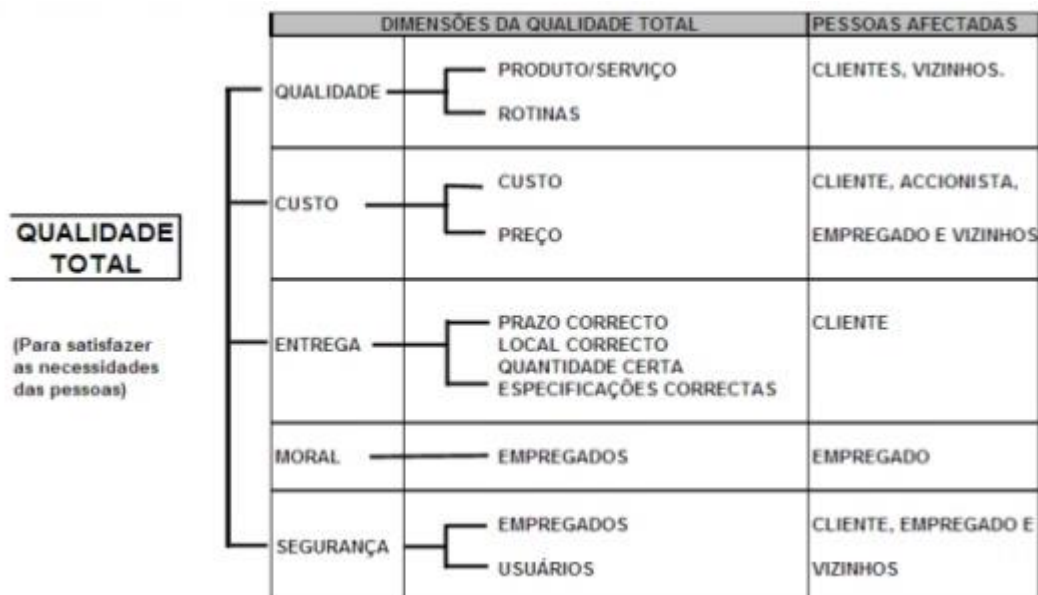 DIMENSÕES DA QUALIDADE TOTAL PESSOAS AFECTADAS
QUALIDADE TOTAL
(Para satisfazer
as necessidades
das pessoas)
QUALIDADE
PRODUTO/SERVIÇO
ROTINAS
CLIENTES, VIZINHOS.
CUSTO
CUSTO
PREÇO
CLIENTE, ACCIONISTA,
EMPREGADO E VIZINHOS
ENTREGA
PRAZO CORRECTO
LOCAL CORRECTO
QUANTIDADE CERTA
ESPECIFICAÇÕES CORRECTAS
CLIENTE
MORAL
EMPREGADOS
EMPREGADO
SEGURANÇA
EMPREGADOS
USUÁRIOS
CLIENTE, EMPREGADO E
VIZINHOS